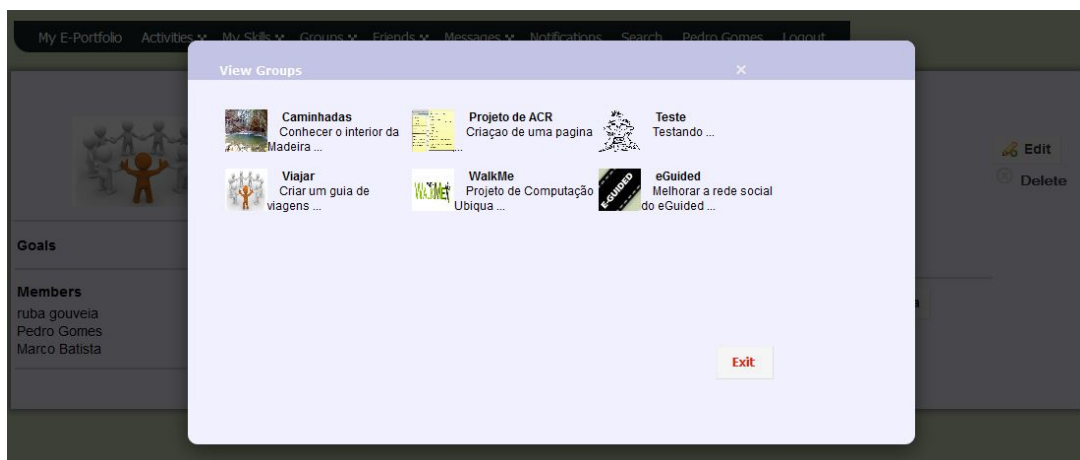 My E-Portfolio Activities My Skills Groups Friends Messages Notifications Search Pedro Gomes Logout
View Groups
Caminhadas
Conhecer o interior da
Madeira ...
Projeto de ACR
Criaçao de uma pagina
...
Teste
Testando ...
Viajar
Criar um guia de
viagens ...
WalkMe
Projeto de Computação
Ubiqua ...
eGuided
Melhorar a rede social
do eGuided ...
WALKME
E-GUIDED
Exit
Edit
Delete
Goals
Members
ruba gouveia
Pedro Gomes
Marco Batista